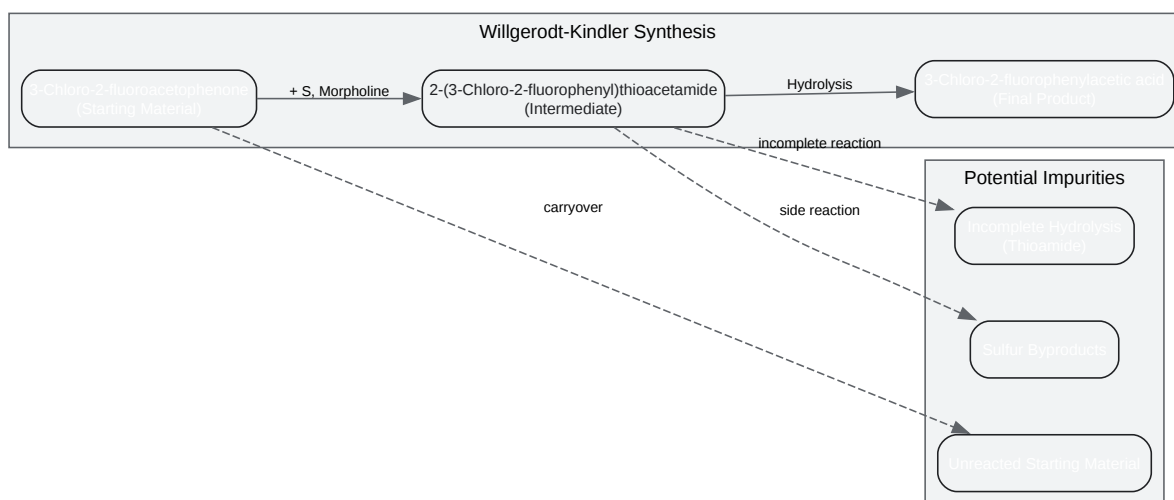 Willgerodt-Kindler Synthesis
3-Chloro-2-fluoroacetophenone
(Starting Material)
+ S, Morpholine
2-(3-Chloro-2-fluorophenyl)thioacetamide
(Intermediate)
Hydrolysis
3-Chloro-2-fluorophenylacetic acid
(Final Product)
incomplete reaction
Potential Impurities
carryover
side reaction
Incomplete Hydrolysis
(Thioamide)
Sulfur Byproducts
Unreacted Starting Material